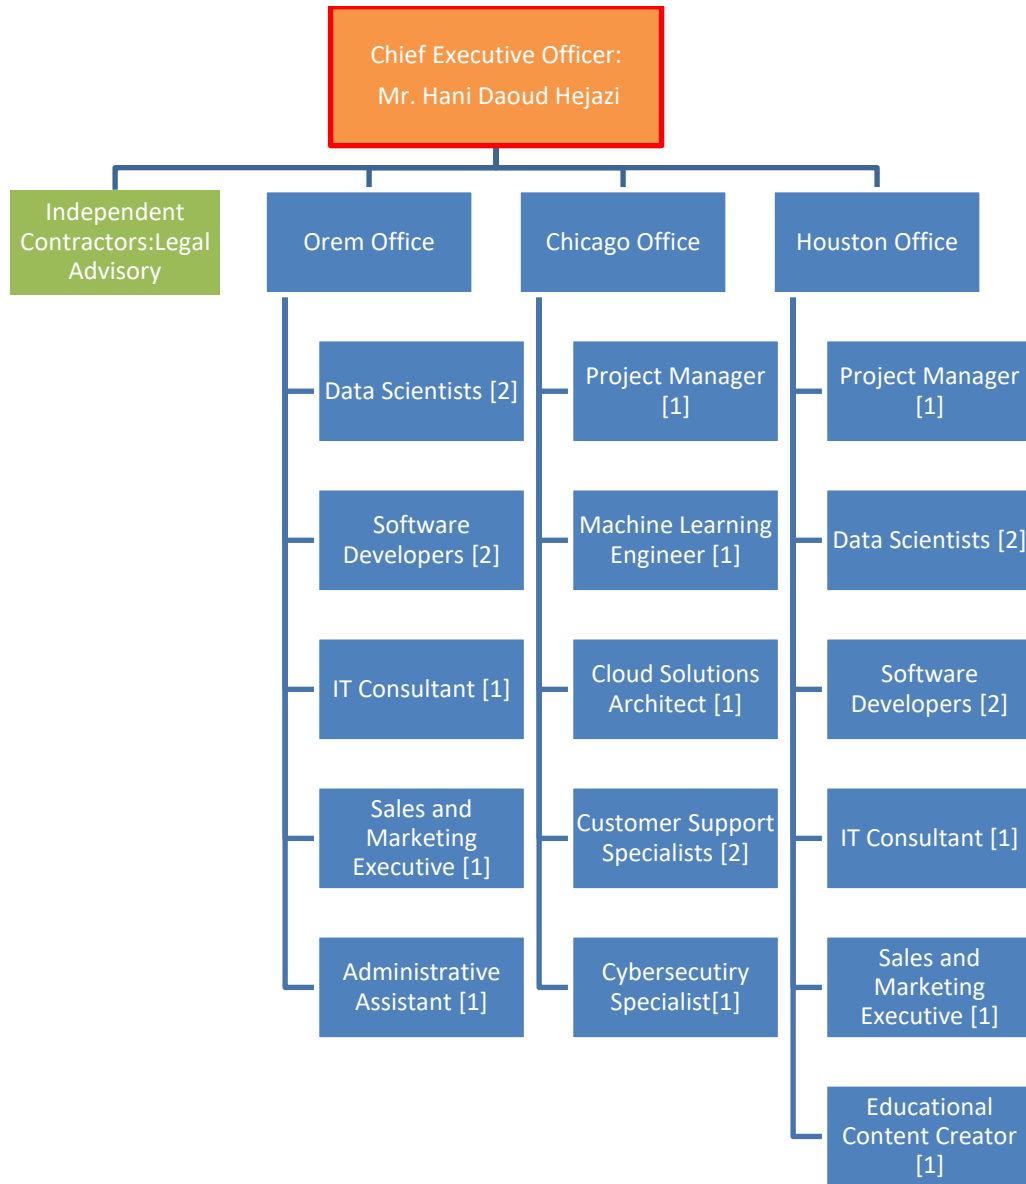 Chief Executive Officer:
Mr. Hani Daoud Hejazi
Independent
Contractors:Legal
Advisory
Orem Office
Chicago Office
Houston Office
Data Scientists [2]
Software
Developers [2]
IT Consultant [1]
Sales and
Marketing
Executive [1]
Administrative
Assistant [1]
Project Manager
[1]
Machine Learning
Engineer [1]
Cloud Solutions
Architect [1]
Customer Support
Specialists [2]
Cybersecutiry
Specialist[1]
Project Manager
[1]
Data Scientists [2]
Software
Developers [2]
IT Consultant [1]
Sales and
Marketing
Executive [1]
Educational
Content Creator
[1]